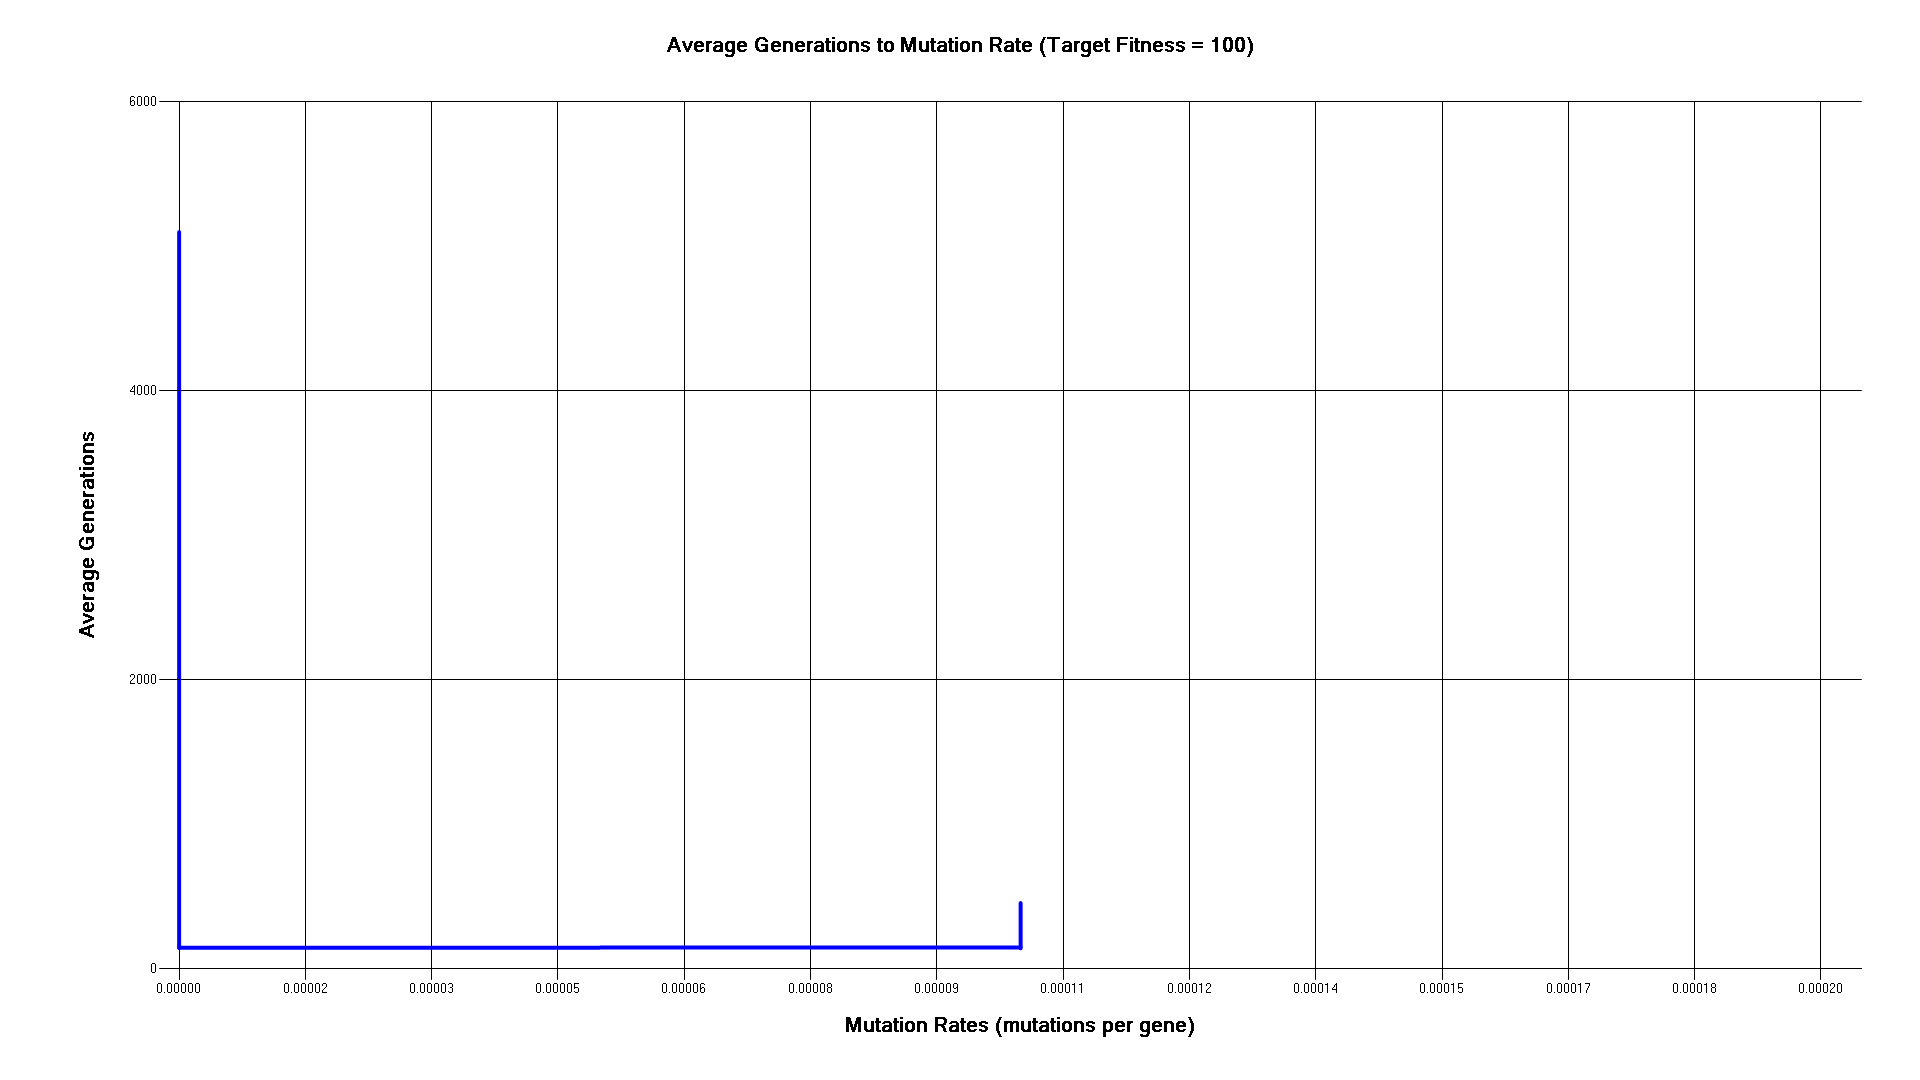 Average Generations to Mutation Rate (Target Fitness = 100)
6000
4000
2000
0
Average Generations
0.00000 0.00002 0.00003 0.00005 0.00006 0.00008 0.00009 0.00011 0.00012 0.00014 0.00015 0.00017 0.00018 0.00020
Mutation Rates (mutations per gene)